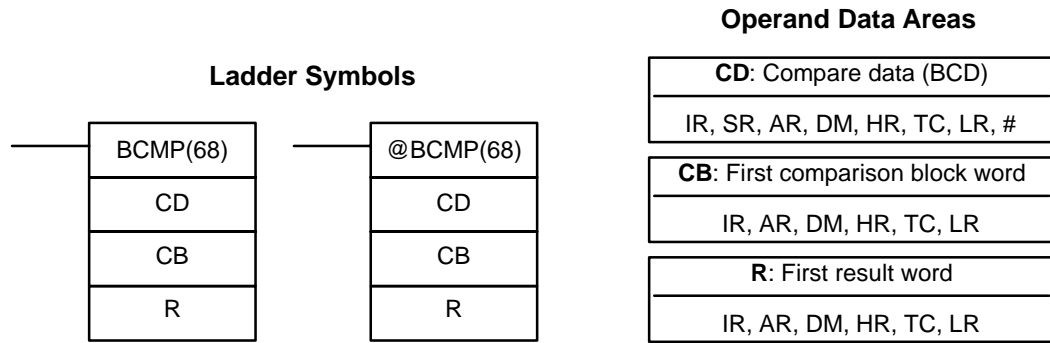 Operand Data Areas
Ladder Symbols
CD: Compare data (BCD)
IR, SR, AR, DM, HR, TC, LR, #
BCMP(68)
@BCMP(68)
CB: First comparison block word
CD
CD
IR, AR, DM, HR, TC, LR
CB
CB
R: First result word
R
R
IR, AR, DM, HR, TC, LR